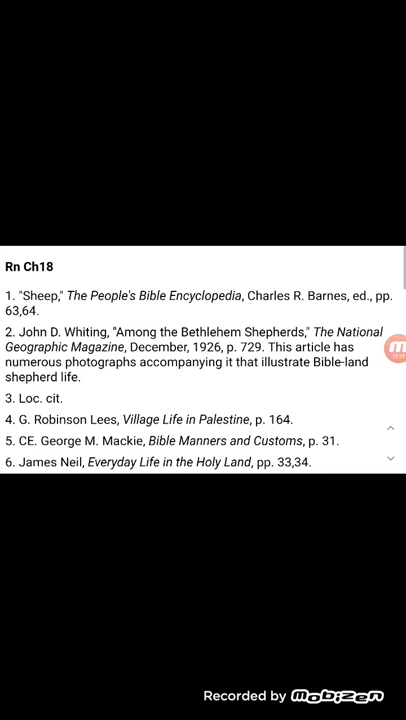 Rn Ch18
1. "Sheep," The People's Bible Encyclopedia, Charles R. Barnes, ed., pp.
63,64.
2. John D. Whiting, "Among the Bethlehem Shepherds," The National
Geographic Magazine, December, 1926, p. 729. This article has
numerous photographs accompanying it that illustrate Bible-land
shepherd life.
3. Loc. cit.
4. G. Robinson Lees, Village Life in Palestine, p. 164.
5. CE. George M. Mackie, Bible Manners and Customs, p. 31.
6. James Neil, Everyday Life in the Holy Land, pp. 33,34.
Recorded by mobizen